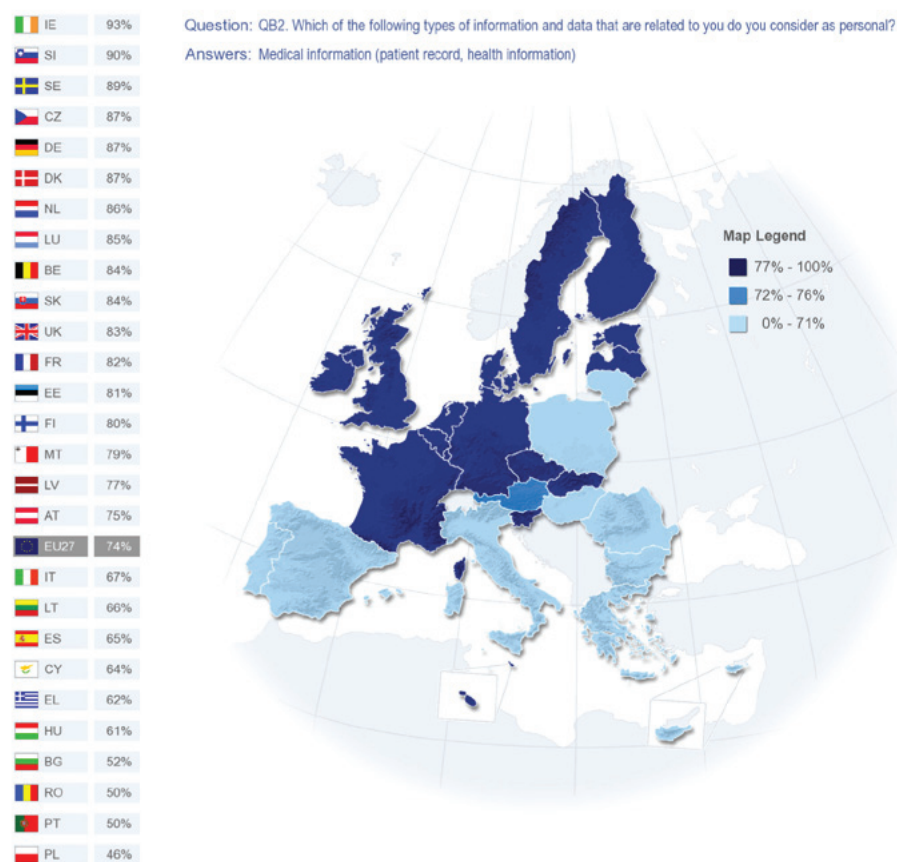 Question: QB2. Which of the following types of information and data that are related to you do you consider as personal?
Answers: Medical information (patient record, health information)
IE 93%
SI 90%
SE 89%
CZ 87%
DE 87%
DK 87%
NL 86%
LU 85%
BE 84%
SK 84%
UK 83%
FR 82%
EE 81%
FI 80%
MT 79%
LV 77%
AT 75%
EU27 74%
IT 67%
LT 66%
ES 65%
CY 64%
EL 62%
HU 61%
BG 52%
RO 50%
PT 50%
PL 46%
Map Legend
77% - 100%
72% - 76%
0% - 71%